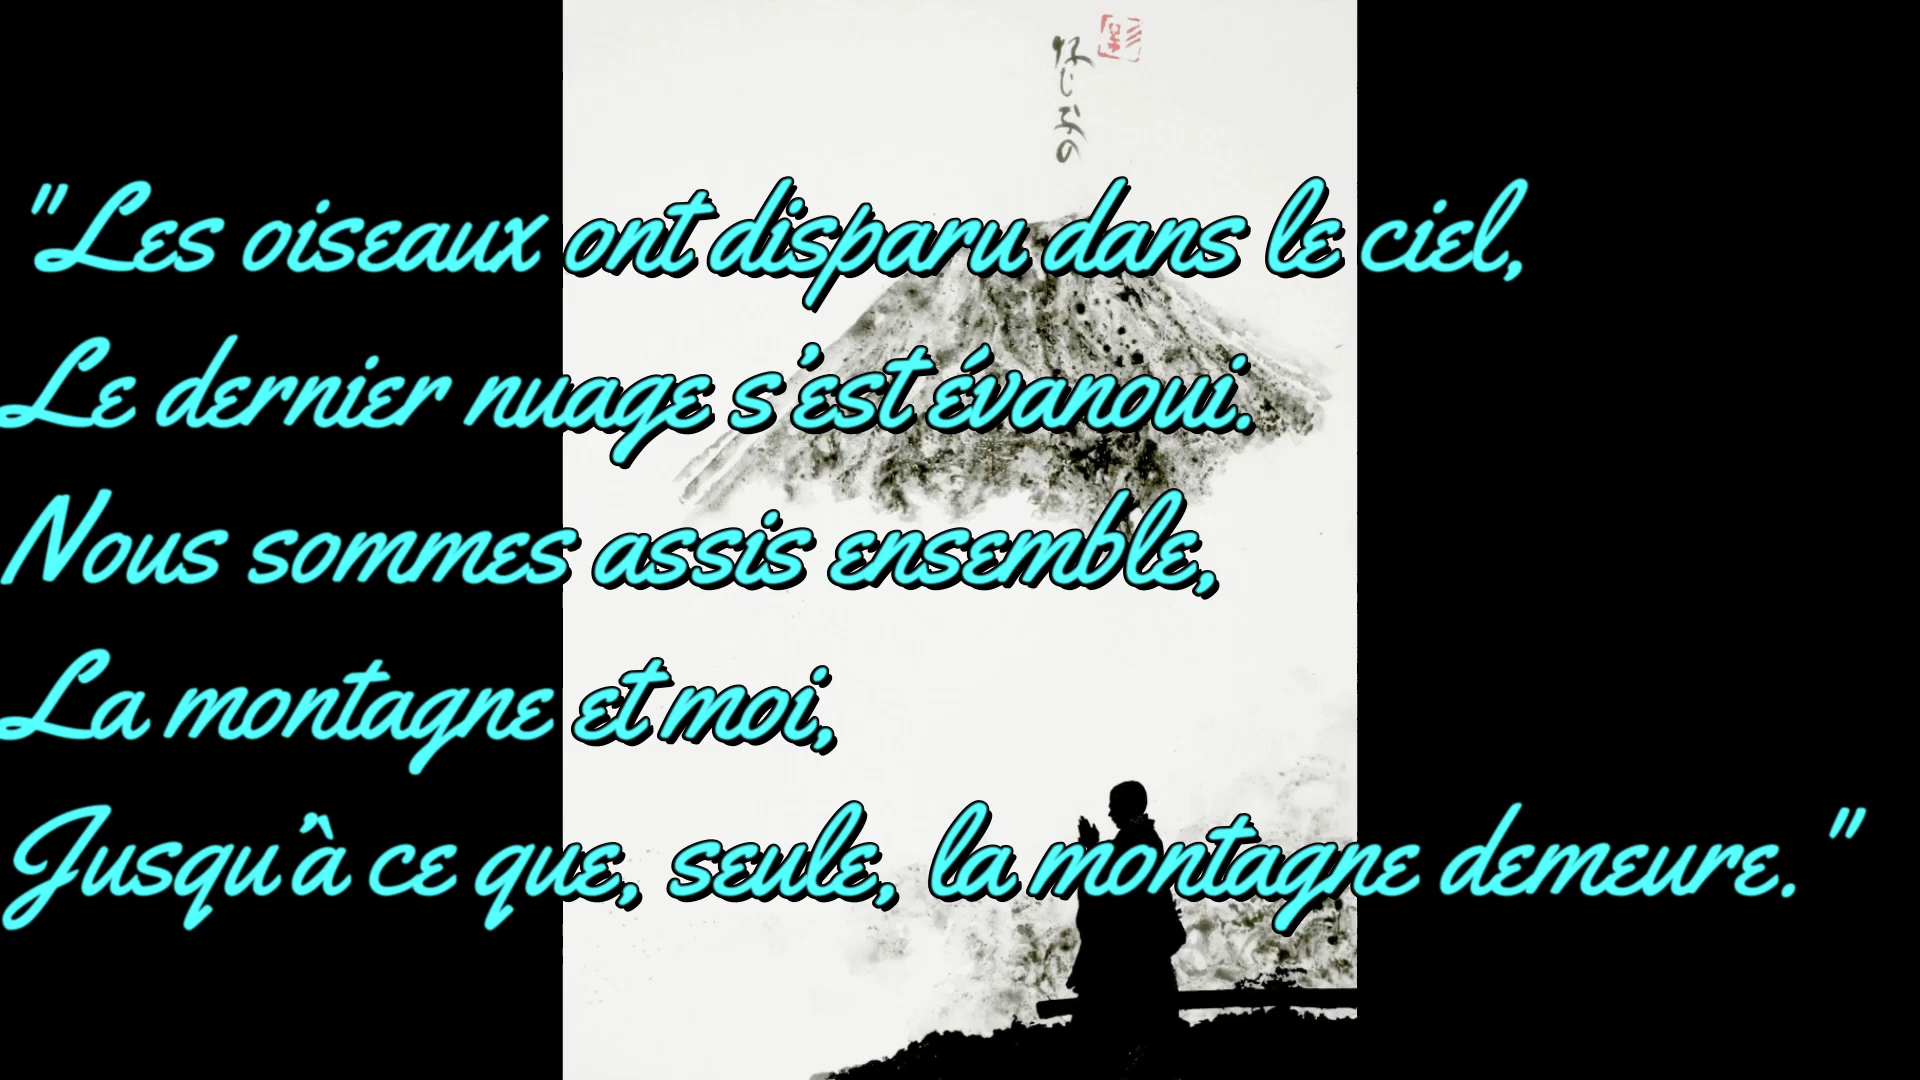 "Les oiseaux ont disparu dans le ciel,
Le dernier nuage s'est évanoui.
Nous sommes assis ensemble,
La montagne et moi,
Jusqu'à ce que, seule, la montagne demeure."